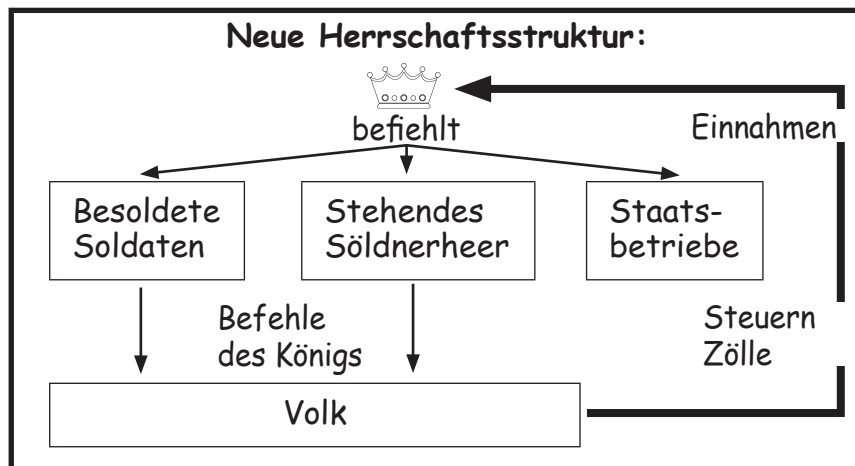 Neue Herrschaftsstruktur:
befiehlt
Einnahmen
Besoldete
Soldaten
Stehendes
Söldnerheer
Staats-
betriebe
Befehle
des Königs
Steuern
Zölle
Volk